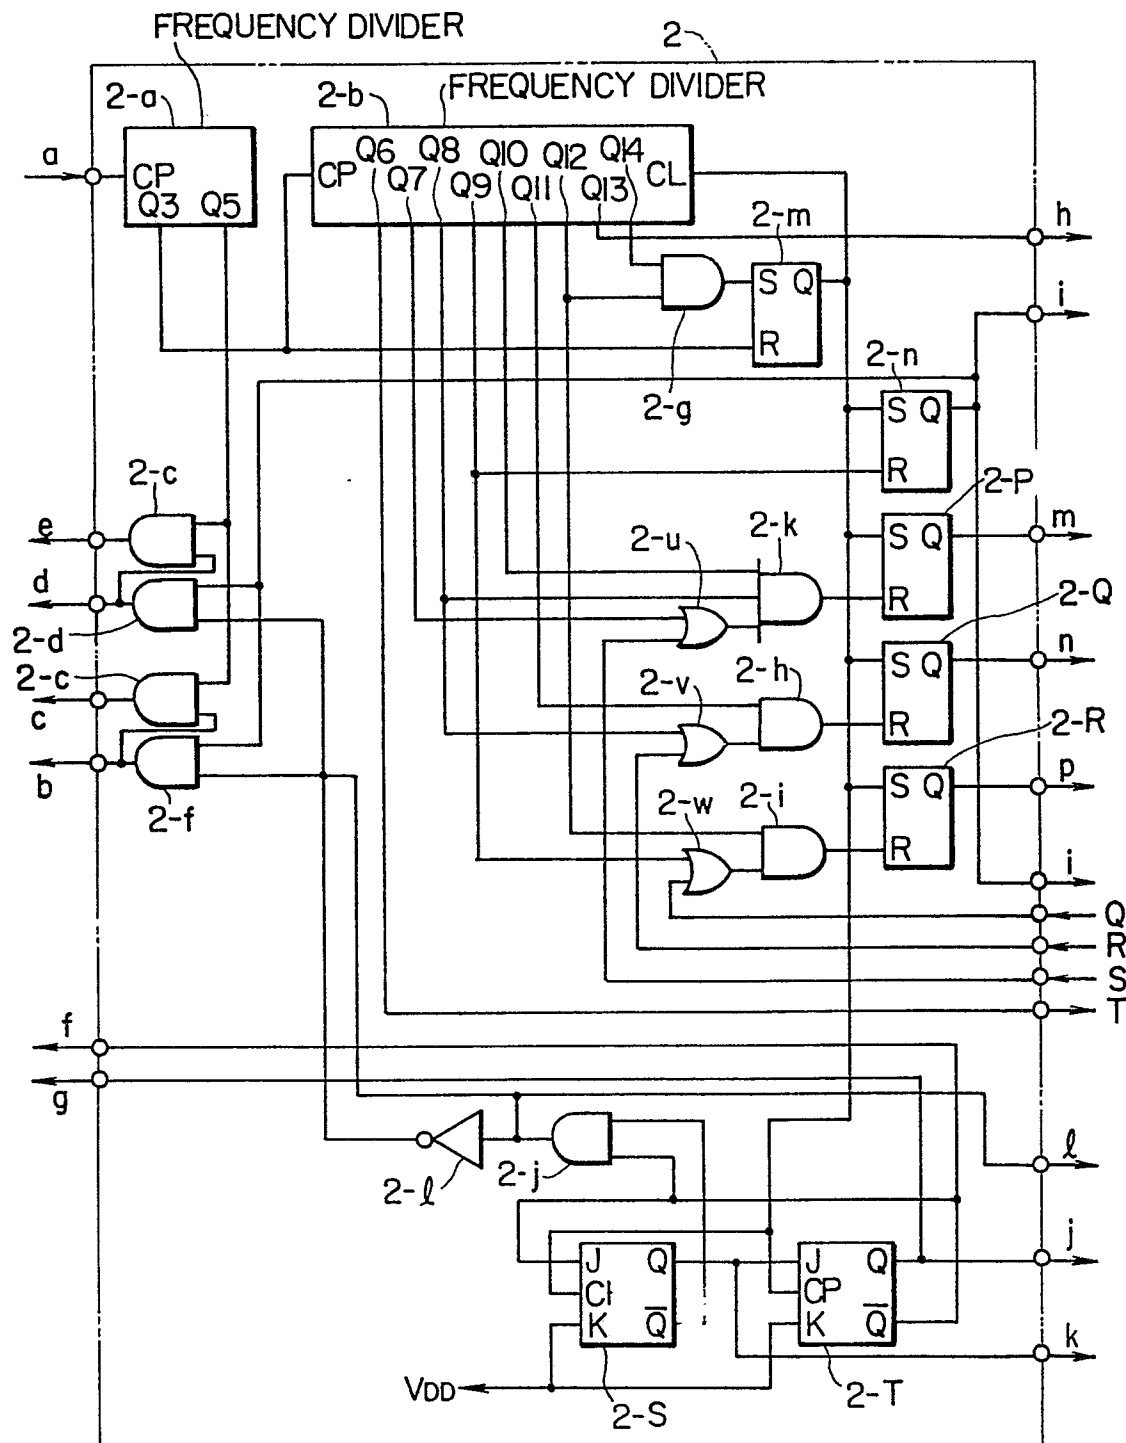 FREQUENCY DIVIDER
2
2-a
2-b
FREQUENCY DIVIDER
a
CP
Q3 Q5
CP
Q6 Q8 Q10 Q12 Q14
Q7 Q9 Q11 Q13
CL
h
2-m
S Q
R
i
2-g
2-n
S Q
R
2-c
e
d
2-d
2-P
S Q
R
m
2-u
2-k
2-Q
2-c
c
b
2-f
2-v
2-h
S Q
R
n
2-R
2-w
2-i
S Q
R
p
i
Q
R
S
T
f
g
2-l
2-j
l
J Q
K Q
J Q
CP
K Q
j
k
VDD
2-S
2-T